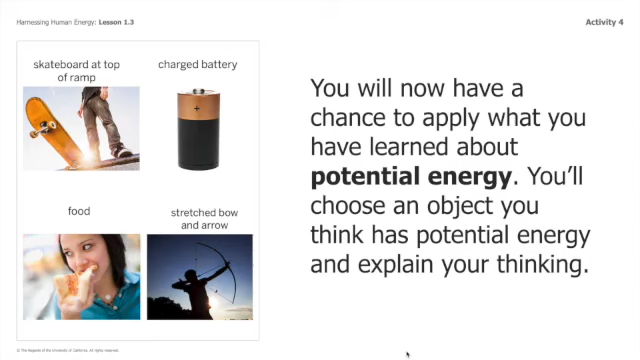 Harnessing Human Energy: Lesson 1.3
Activity 4
skateboard at top
of ramp
charged battery
+
food
stretched bow
and arrow
You will now have a
chance to apply what you
have learned about
potential energy. You’ll
choose an object you
think has potential energy
and explain your thinking.
© The Regents of the University of California. All rights reserved.